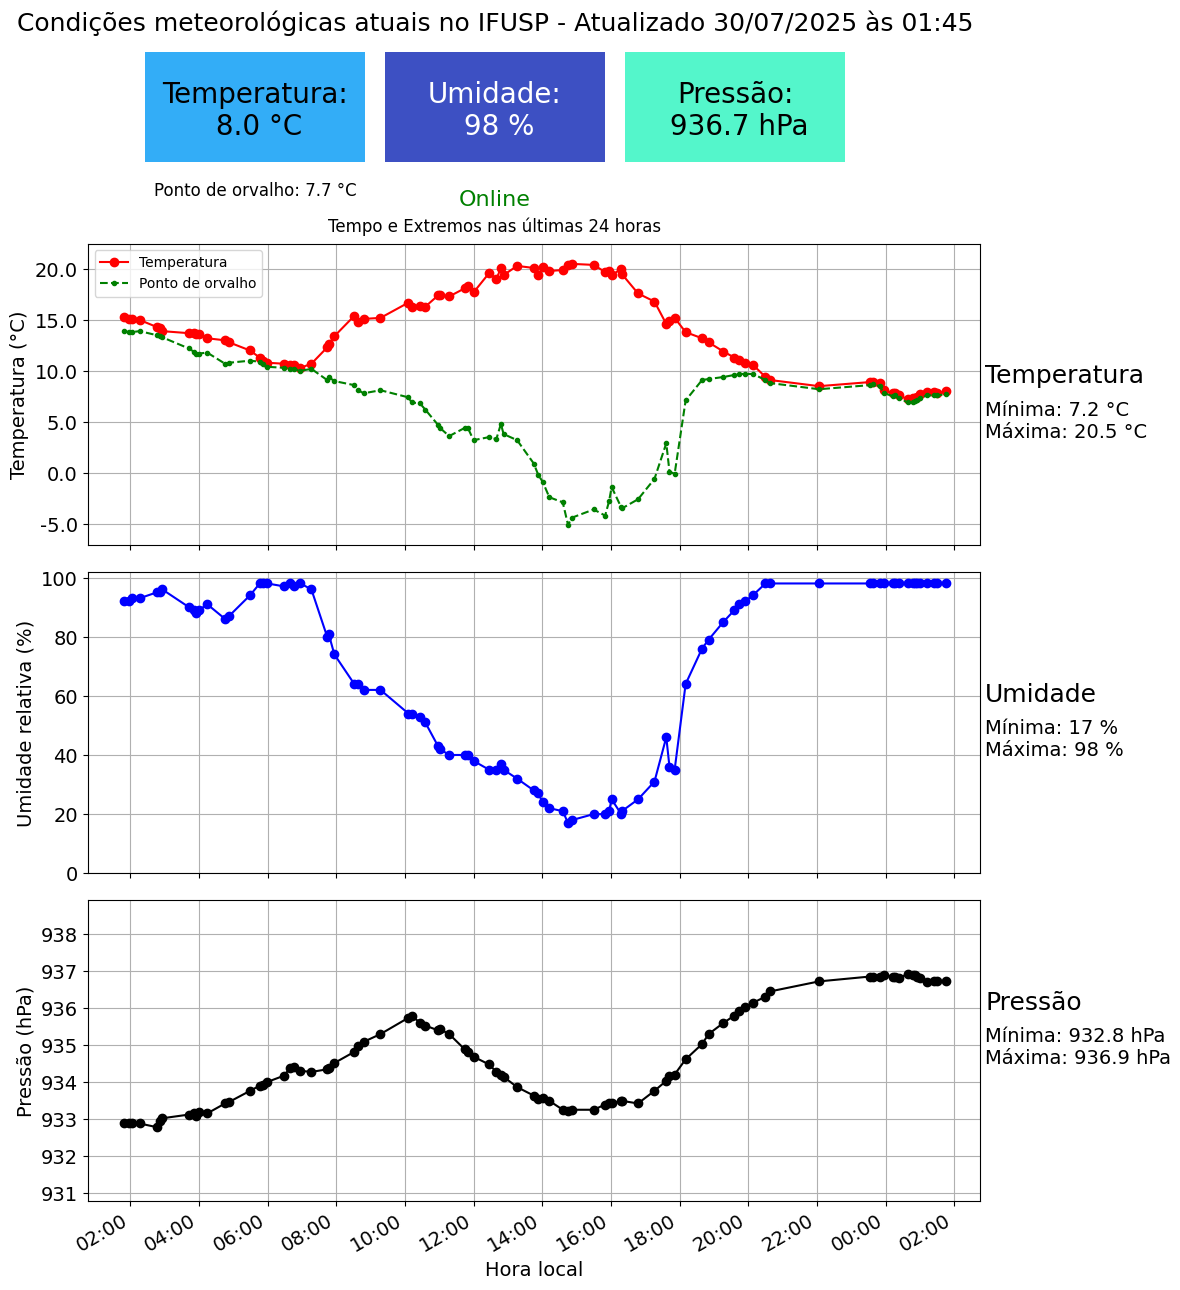 Condições meteorológicas atuais no IFUSP - Atualizado 30/07/2025 às 01:45
Temperatura:
8.0 °C
Umidade:
98 %
Pressão:
936.7 hPa
Ponto de orvalho: 7.7 °C
Online
Tempo e Extremos nas últimas 24 horas
Temperatura
Ponto de orvalho
Temperatura (°C)
20.0
15.0
10.0
5.0
0.0
-5.0
Temperatura
Mínima: 7.2 °C
Máxima: 20.5 °C
Umidade relativa (%)
100
80
60
40
20
0
Umidade
Mínima: 17 %
Máxima: 98 %
Pressão (hPa)
938
937
936
935
934
933
932
931
Pressão
Mínima: 932.8 hPa
Máxima: 936.9 hPa
02:00 04:00 06:00 08:00 10:00 12:00 14:00 16:00 18:00 20:00 22:00 00:00 02:00
Hora local